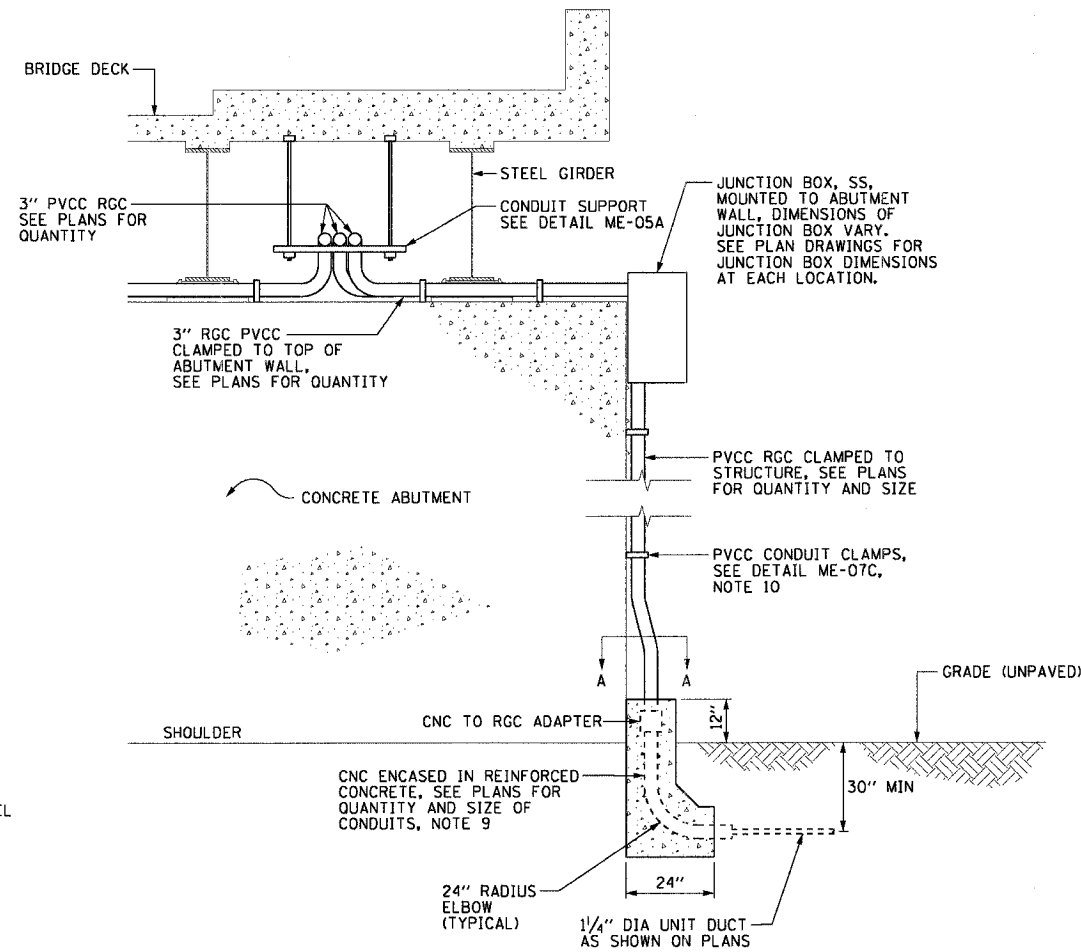 BRIDGE DECK
STEEL GIRDER
3" PVCC RGC
SEE PLANS FOR
QUANTITY
CONDUIT SUPPORT
SEE DETAIL ME-05A
JUNCTION BOX, SS,
MOUNTED TO ABUTMENT
WALL, DIMENSIONS OF
JUNCTION BOX VARY.
SEE PLAN DRAWINGS FOR
JUNCTION BOX DIMENSIONS
AT EACH LOCATION.
3" RGC PVCC
CLAMPED TO TOP OF
ABUTMENT WALL,
SEE PLANS FOR QUANTITY
PVCC RGC CLAMPED TO
STRUCTURE, SEE PLANS
FOR QUANTITY AND SIZE
CONCRETE ABUTMENT
PVCC CONDUIT CLAMPS,
SEE DETAIL ME-07C,
NOTE 10
A A
GRADE (UNPAVED)
CNC TO RGC ADAPTER
12"
SHOULDER
CNC ENCASED IN REINFORCED
CONCRETE, SEE PLANS FOR
QUANTITY AND SIZE OF
CONDUITS, NOTE 9
30" MIN
EL
24" RADIUS
ELBOW
(TYPICAL)
24"
1 1/4" DIA UNIT DUCT
AS SHOWN ON PLANS